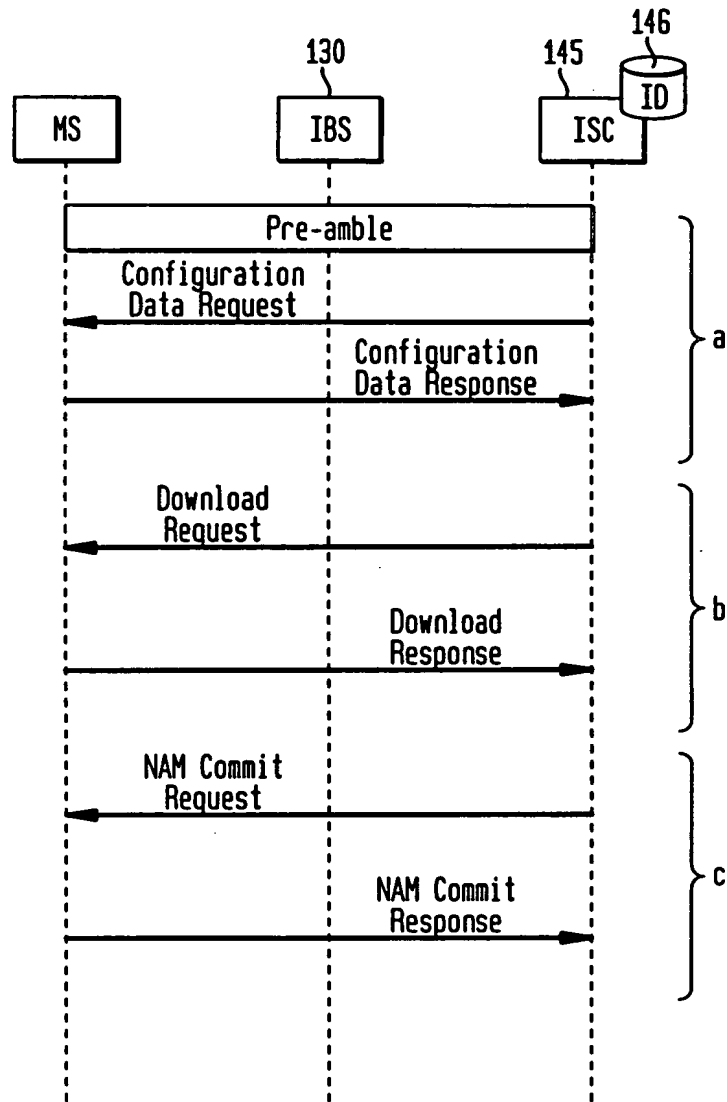 130
145
146
MS
IBS
ISC
ID
Pre-amble
Configuration
Data Request
Configuration
Data Response
a
Download
Request
Download
Response
b
NAM Commit
Request
NAM Commit
Response
c